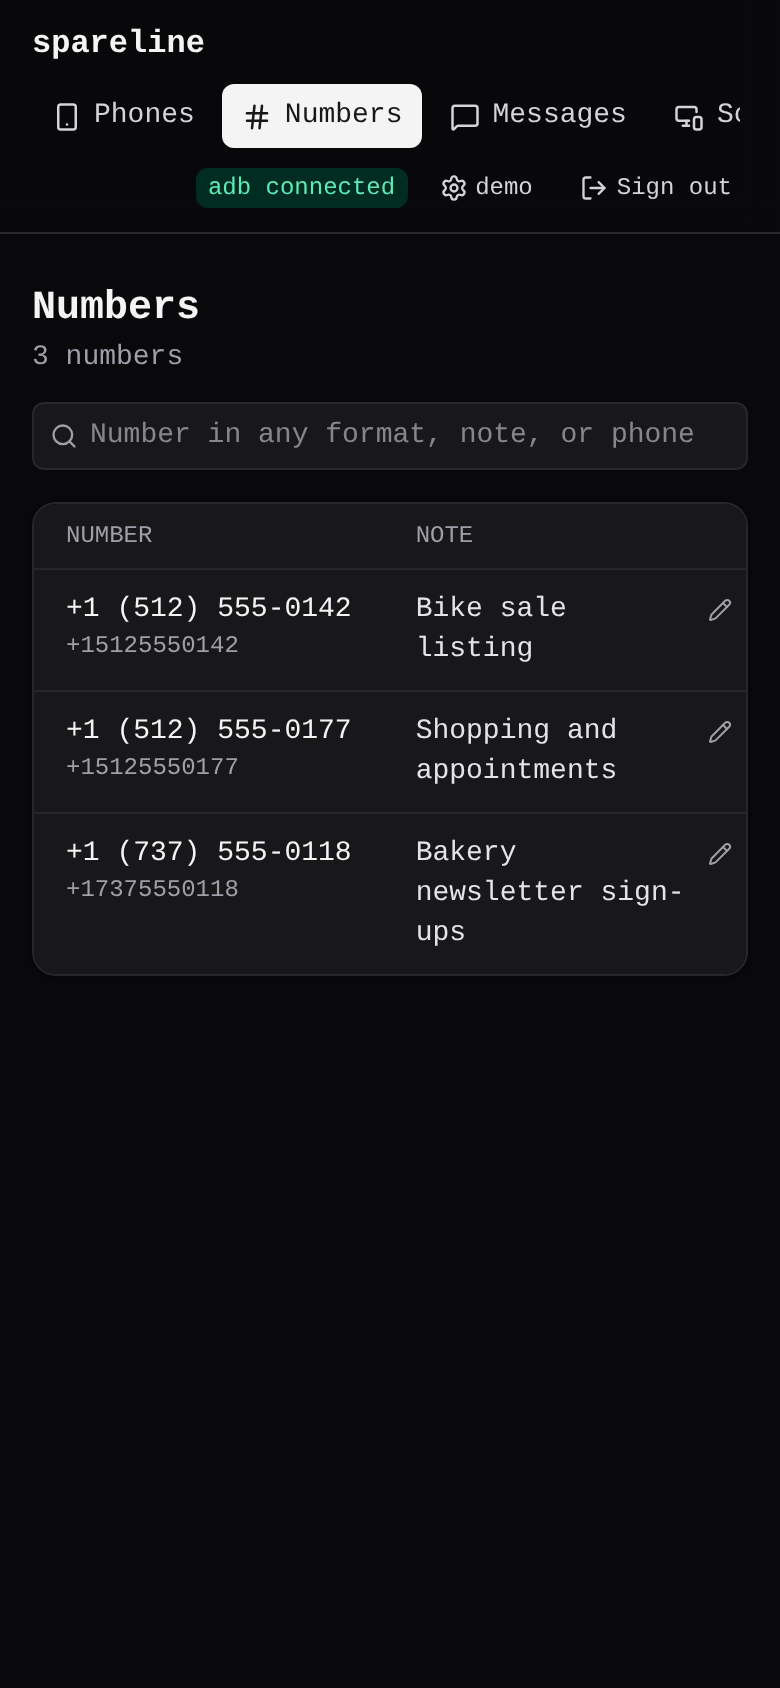 spareline
Phones Numbers Messages
adb connected demo Sign out
Numbers
3 numbers
Number in any format, note, or phone
NUMBER NOTE
+1 (512) 555-0142 Bike sale
+15125550142 listing
+1 (512) 555-0177 Shopping and
+15125550177 appointments
+1 (737) 555-0118 Bakery
+17375550118 newsletter sign-
ups